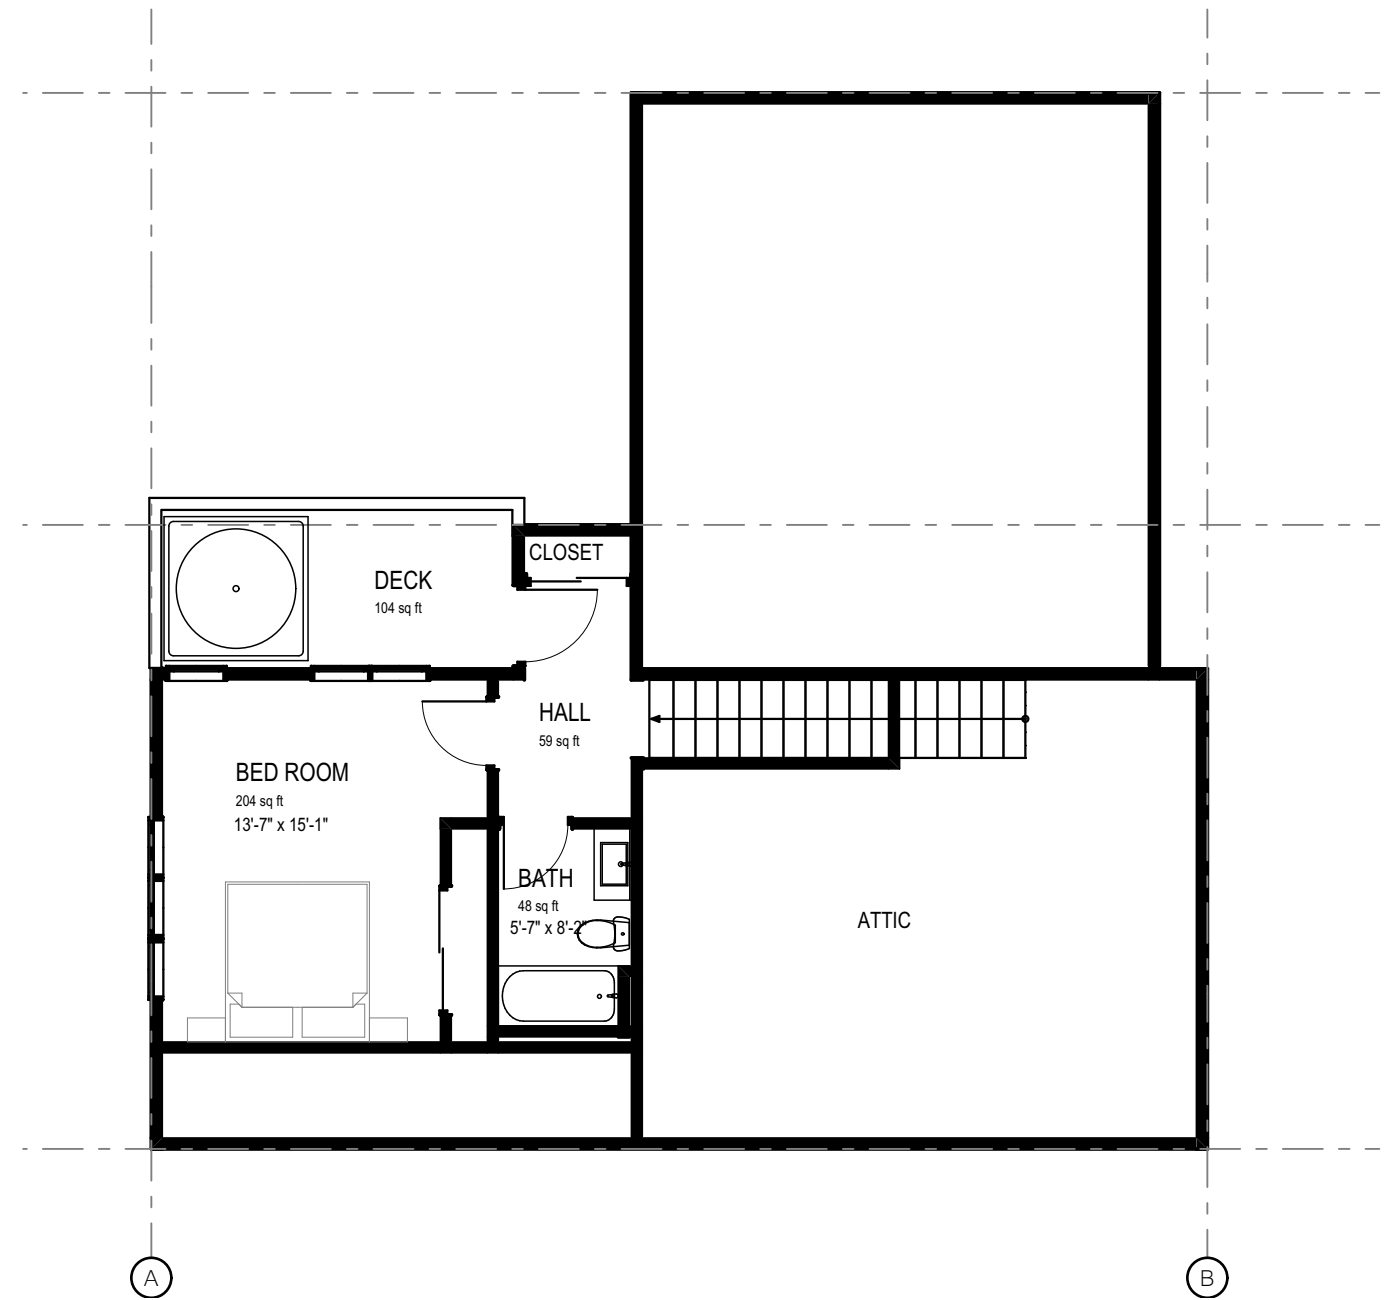 CLOSET
DECK
104 sq ft
HALL
59 sq ft
BED ROOM
204 sq ft
13'-7" x 15'-1"
BATH
48 sq ft
5'-7" x 8'-2"
ATTIC
A
B